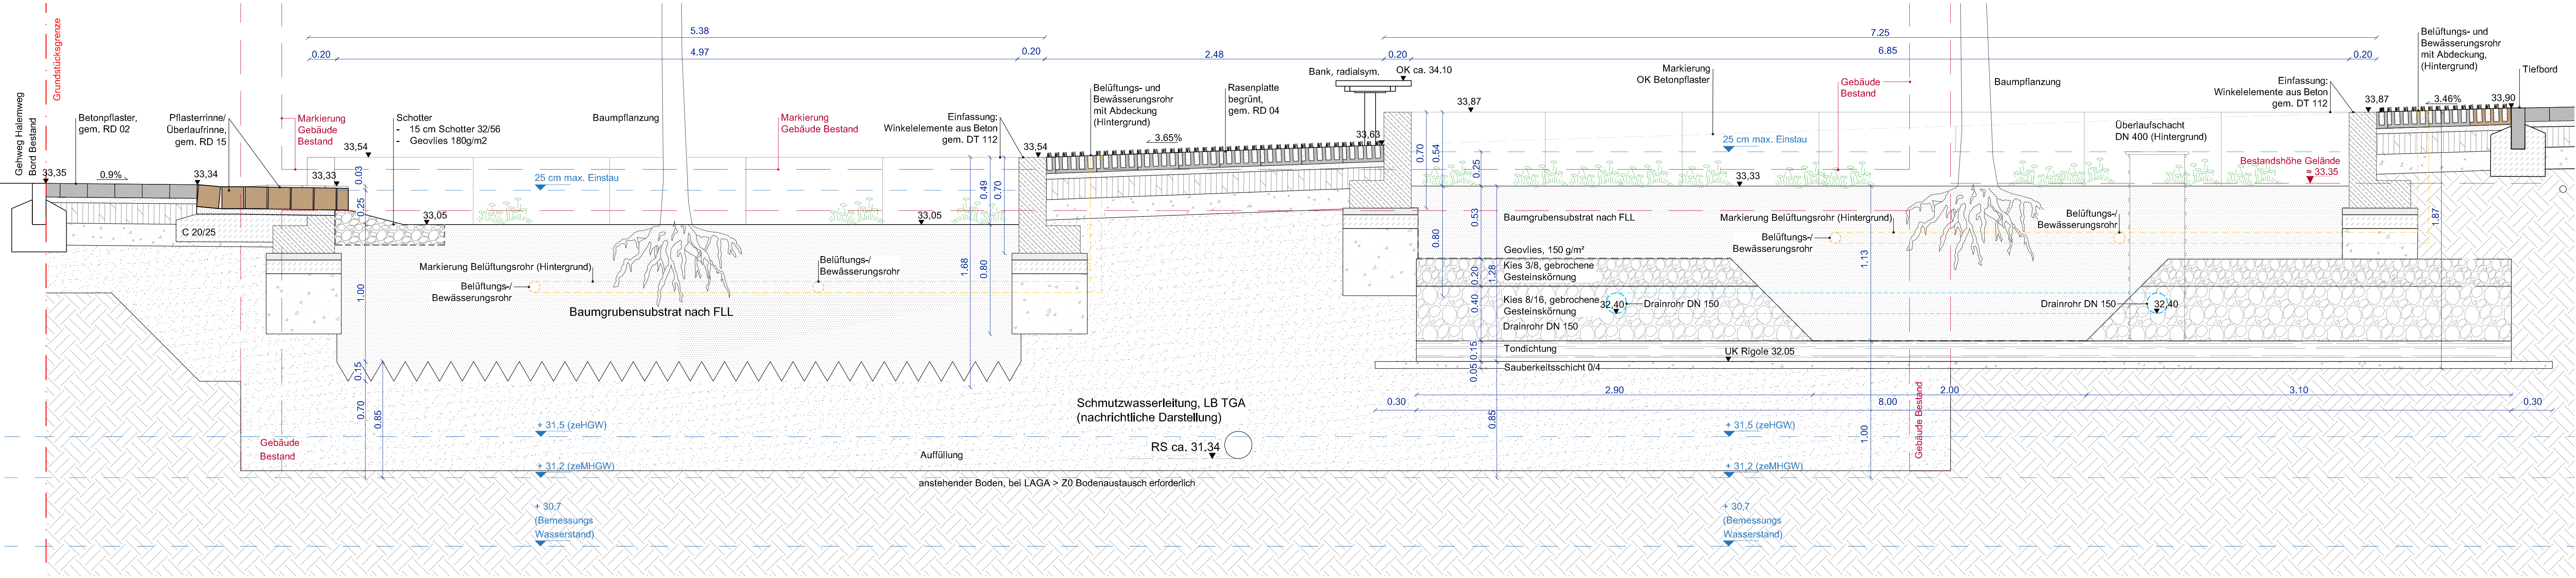 Gehweg Halemweg
Bord Bestand
Grundstücksgrenze
33,35
Betonpflaster,
gem. RD 02
0.9%
Pflasterrinne/
Überlaufrinne,
gem. RD 15
33,34
33,33
C 20/25
Markierung
Gebäude
Bestand
Gebäude
Bestand
5.38
0.20
4.97
0.20
2.48
0.20
Schotter
- 15 cm Schotter 32/56
- Geovlies 180g/m2
33,54
0.03
0.25
1.00
0.15
0.70
0.85
33,05
25 cm max. Einstau
Baumpflanzung
Markierung
Gebäude Bestand
Einfassung:
Winkelelemente aus Beton
gem. DT 112
33,54
33,05
0.49
0.70
1.68
0.80
Markierung Belüftungsrohr (Hintergrund)
Belüftungs-/
Bewässerungsrohr
Belüftungs-/
Bewässerungsrohr
Baumgrubensubstrat nach FLL
Belüftungs- und
Bewässerungsrohr
mit Abdeckung
(Hintergrund)
3.65%
Rasenplatte
begrünt,
gem. RD 04
33,63
Bank, radialsym.
OK ca. 34.10
Schmutzwasserleitung, LB TGA
(nachrichtliche Darstellung)
RS ca. 31.34
Auffüllung
anstehender Boden, bei LAGA > Z0 Bodenaustausch erforderlich
+ 31,5 (zeHGW)
+ 31,2 (zeMHGW)
+ 30,7
(Bemessungs
Wasserstand)
7.25
6.85
0.20
33,87
0.70
0.54
0.25
0.53
0.80
0.20
1.28
0.40
0.15
0.05
0.85
Markierung
OK Betonpflaster
25 cm max. Einstau
33,33
Gebäude
Bestand
Baumpflanzung
Baumgrubensubstrat nach FLL
Markierung Belüftungsrohr (Hintergrund)
Belüftungs-/
Bewässerungsrohr
Belüftungs-/
Bewässerungsrohr
Geovlies, 150 g/m²
Kies 3/8, gebrochene
Gesteinskörnung
Kies 8/16, gebrochene
Gesteinskörnung
Drainrohr DN 150
32,40
Drainrohr DN 150
Drainrohr DN 150
32,40
Tondichtung
UK Rigole 32.05
Sauberkeitsschicht 0/4
1.13
1.00
0.30
2.90
8.00
2.00
3.10
0.30
Gebäude Bestand
+ 31,5 (zeHGW)
+ 31,2 (zeMHGW)
+ 30,7
(Bemessungs
Wasserstand)
Überlaufschacht
DN 400 (Hintergrund)
Einfassung:
Winkelelemente aus Beton
gem. DT 112
Bestandshöhe Gelände
= 33.35
33,87
3.46%
33,90
Belüftungs- und
Bewässerungsrohr
mit Abdeckung,
(Hintergrund)
Tiefbord
1.87